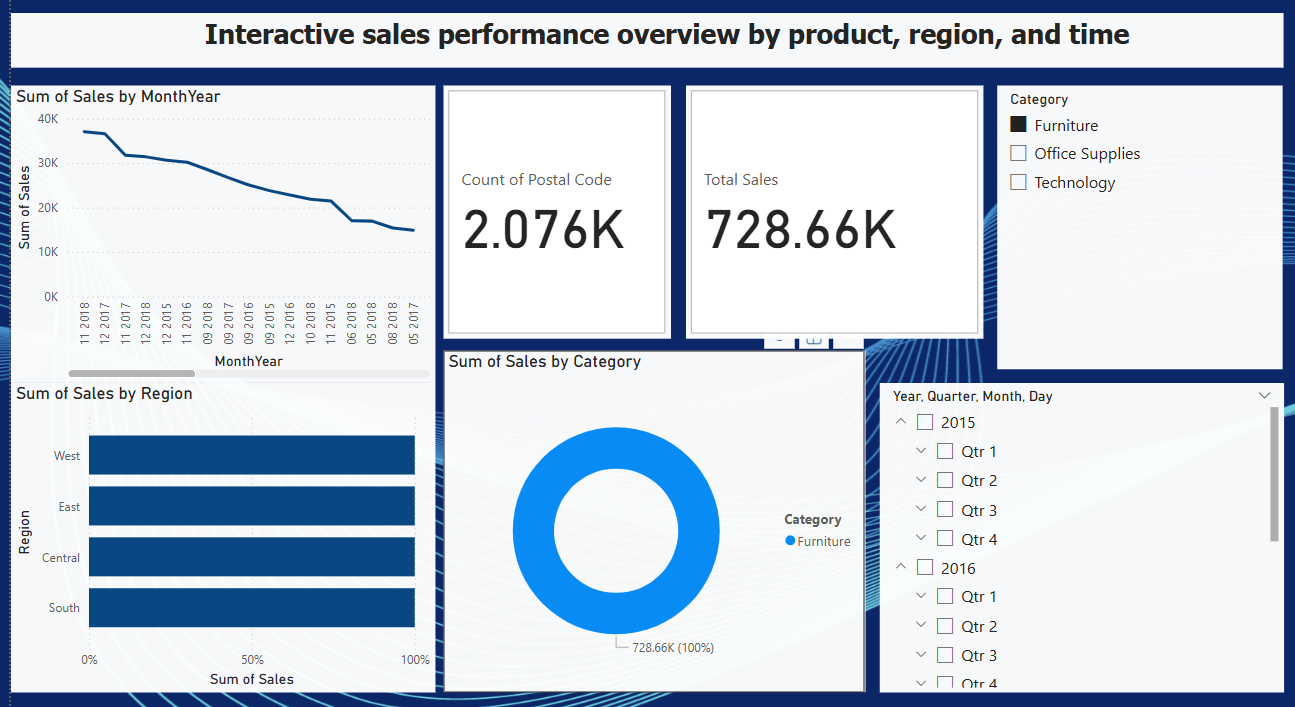 Interactive sales performance overview by product, region, and time
Sum of Sales by MonthYear
40K
30K
20K
10K
0K
Sum of Sales
11 2018
12 2017
11 2017
12 2018
12 2015
11 2016
09 2018
09 2017
09 2016
09 2015
12 2016
10 2018
11 2015
06 2018
05 2018
08 2018
05 2017
MonthYear
Count of Postal Code
2.076K
Total Sales
728.66K
Category
Furniture
Office Supplies
Technology
Sum of Sales by Region
Region
West
East
Central
South
0%
50%
100%
Sum of Sales
Sum of Sales by Category
728.66K (100%)
Category
Furniture
Year, Quarter, Month, Day
2015
Qtr 1
Qtr 2
Qtr 3
Qtr 4
2016
Qtr 1
Qtr 2
Qtr 3
Qtr 4